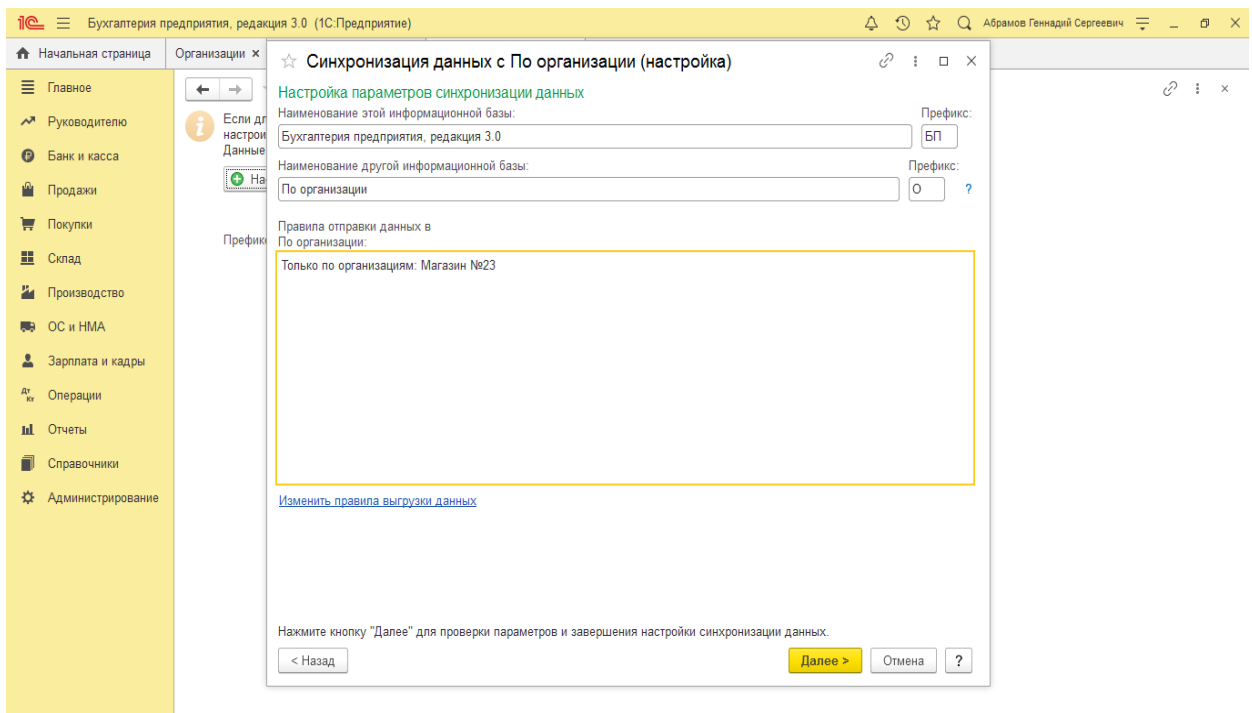 1С Бухгалтерия предприятия, редакция 3.0 (1С:Предприятие) Абрамов Геннадий Сергеевич
Начальная страница Организации ×
Главное
Руководителю
Банк и касса
Продажи
Покупки
Склад
Производство
ОС и НМА
Зарплата и кадры
Дт Кт Операции
Отчеты
Справочники
Администрирование
Если дл
настрои
Данные
На
Префик
Синхронизация данных с По организации (настройка)
Настройка параметров синхронизации данных
Наименование этой информационной базы: Префикс:
Бухгалтерия предприятия, редакция 3.0 БП
Наименование другой информационной базы: Префикс:
По организации О ?
Правила отправки данных в
По организации:
Только по организациям: Магазин №23
Изменить правила выгрузки данных
Нажмите кнопку "Далее" для проверки параметров и завершения настройки синхронизации данных.
< Назад Далее > Отмена ?